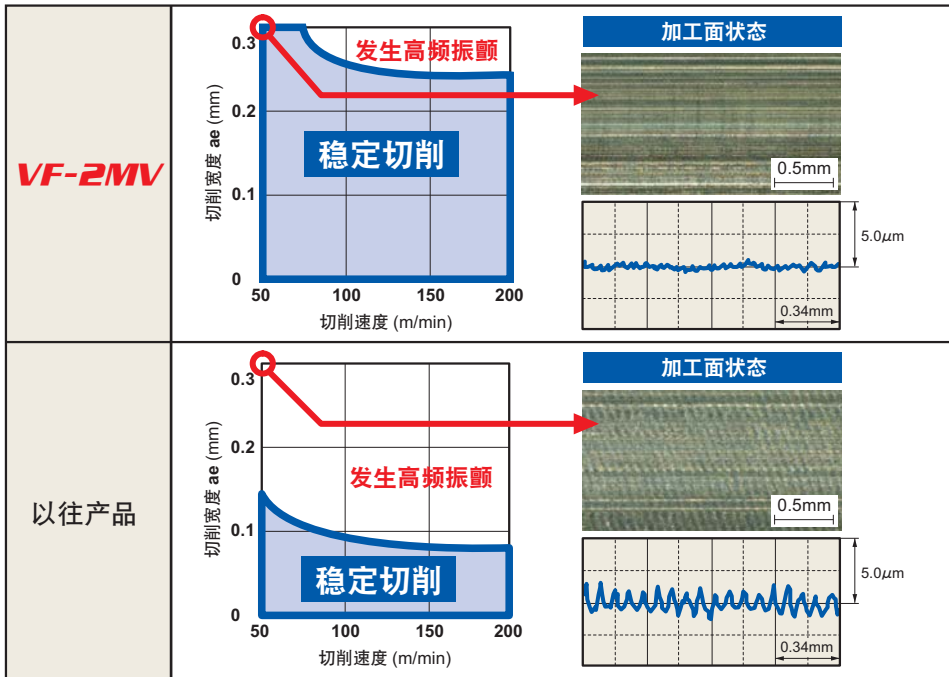 VF-2MV
切削宽度 ae (mm)
0.3
0.2
0.1
0
发生高频振颤
稳定切削
50
100
150
200
切削速度 (m/min)
加工面状态
0.5mm
5.0μm
0.34mm
以往产品
切削宽度 ae (mm)
0.3
0.2
0.1
0
发生高频振颤
稳定切削
50
100
150
200
切削速度 (m/min)
加工面状态
0.5mm
5.0μm
0.34mm